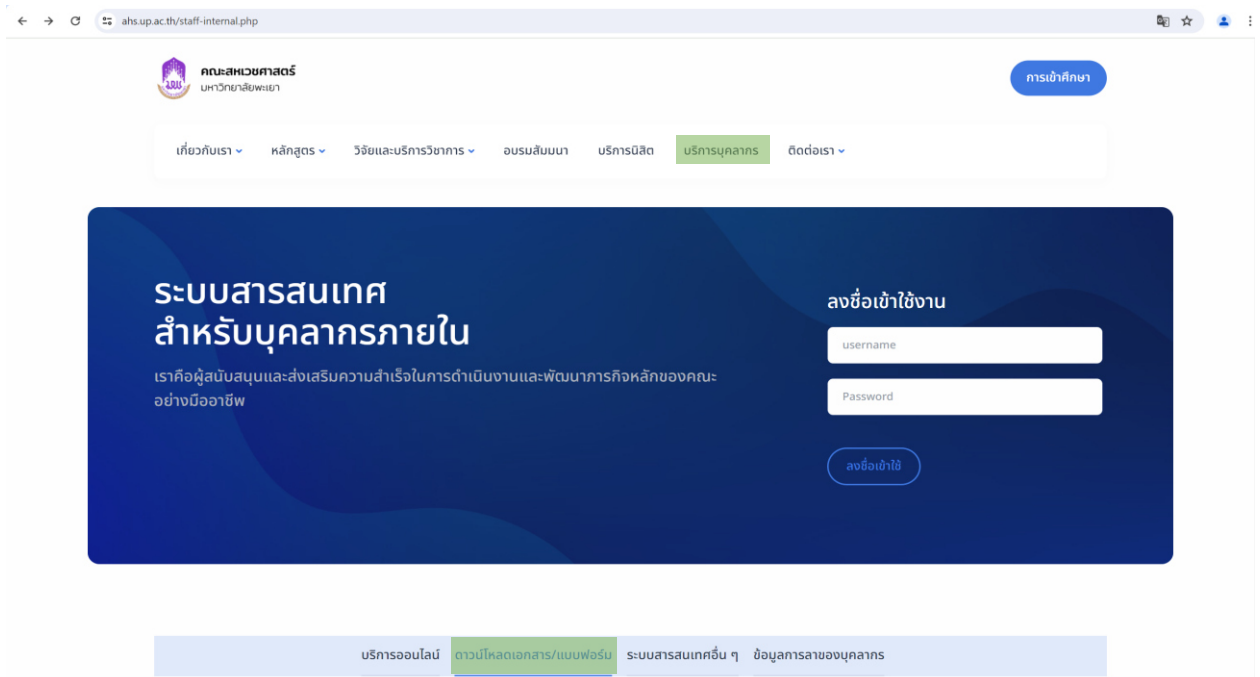 ahs.up.ac.th/staff-internal.php
คณะสหเวชศาสตร์
มหาวิทยาลัยพะเยา
การเข้าศึกษา
เกี่ยวกับเรา หลักสูตร วิจัยและบริการวิชาการ อบรมสัมมนา บริการนิสิต บริการบุคลากร ติดต่อเรา
ระบบสารสนเทศ
สำหรับบุคลากรภายใน
เราคือผู้สนับสนุนและส่งเสริมความสำเร็จในการดำเนินงานและพัฒนาภารกิจหลักของคณะ
อย่างมืออาชีพ
ลงชื่อเข้าใช้งาน
username
Password
ลงชื่อเข้าใช้
บริการออนไลน์ ดาวน์โหลดเอกสาร/แบบฟอร์ม ระบบสารสนเทศอื่น ๆ ข้อมูลการลาของบุคลากร